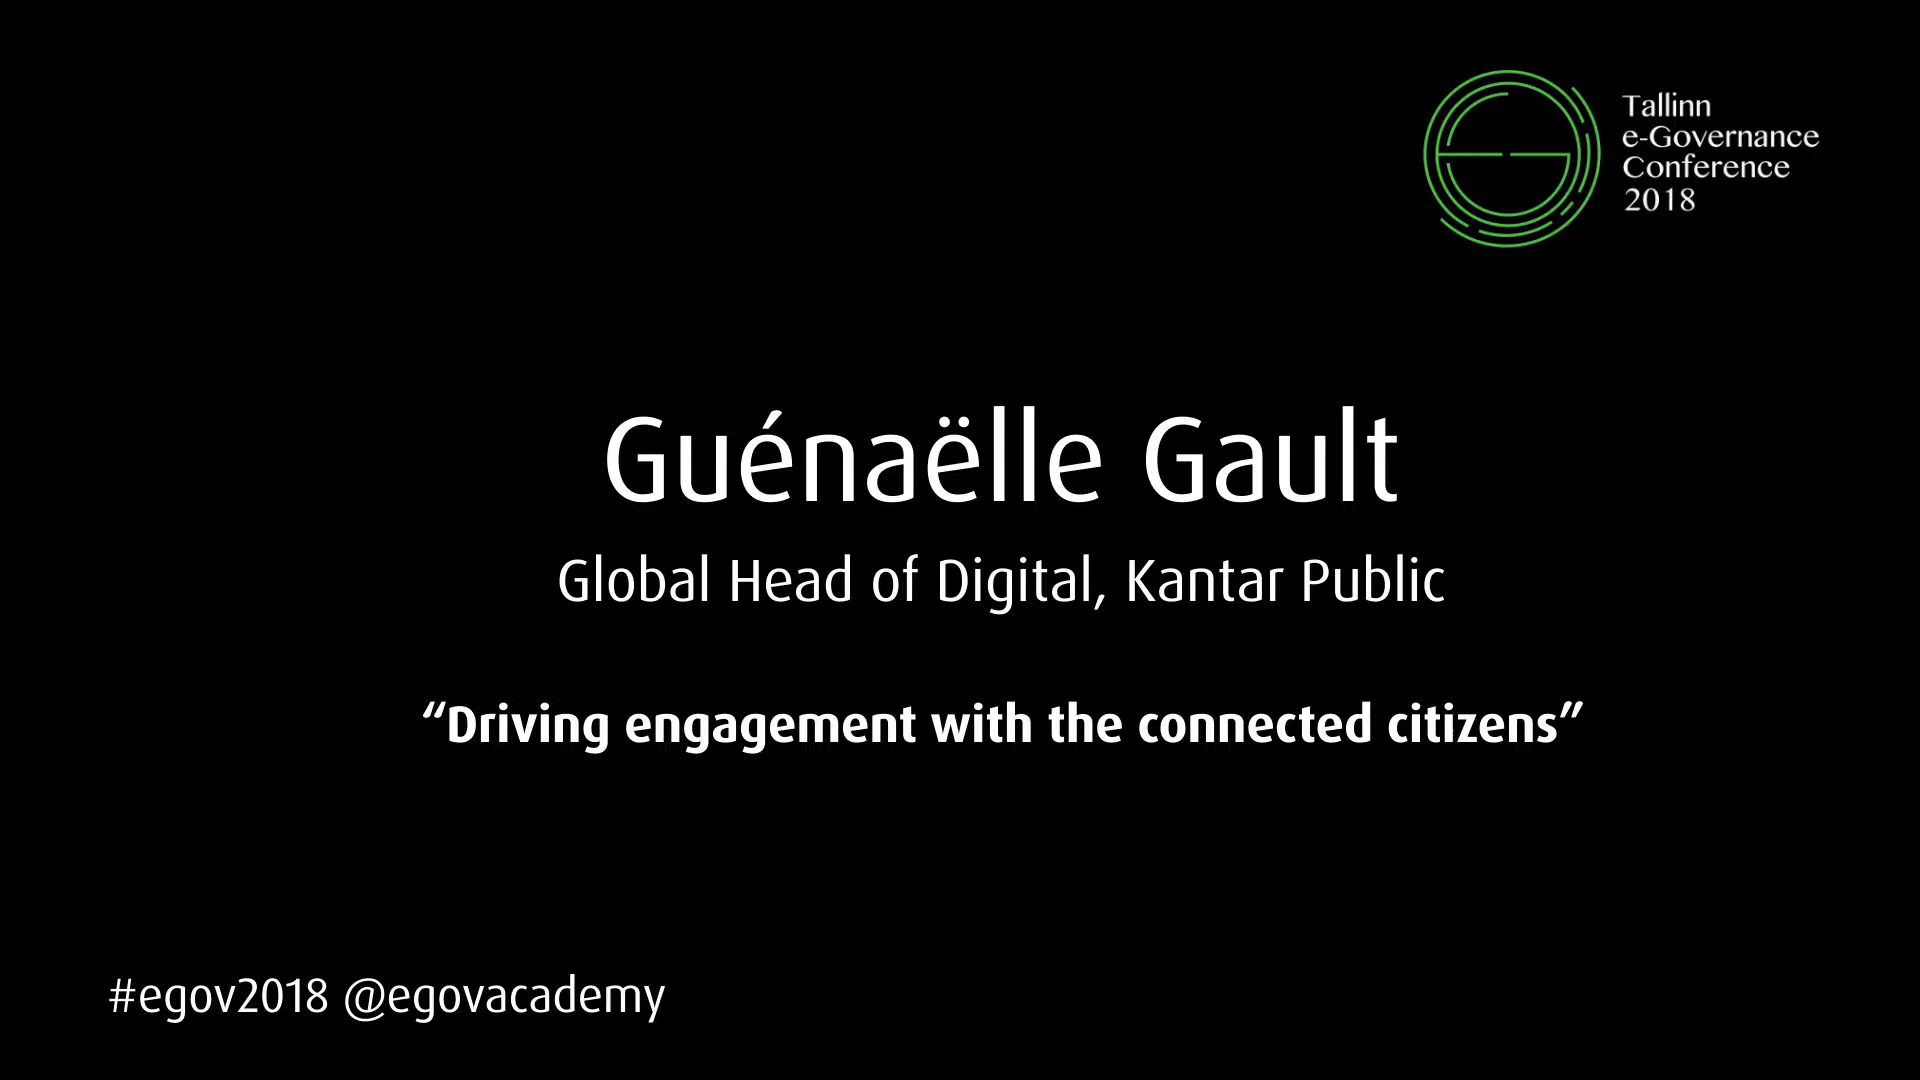 Tallinn
e-Governance
Conference
2018
Guénaëlle Gault
Global Head of Digital, Kantar Public
“Driving engagement with the connected citizens”
#egov2018 @egovacademy